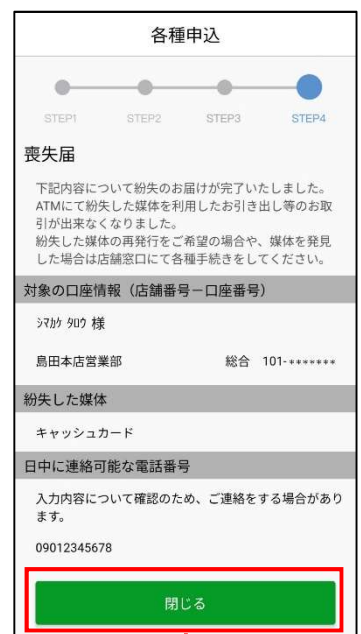 各種申込
STEP1 STEP2 STEP3 STEP4
喪失届
下記内容について紛失のお届けが完了いたしました。
ATMにて紛失した媒体を利用したお引き出し等のお取
引が出来なくなりました。
紛失した媒体の再発行をご希望の場合や、媒体を発見
した場合は店舗窓口にて各種手続きをしてください。
対象の口座情報（店舗番号－口座番号）
ｼﾏｶｹ ﾀﾛｳ 様
島田本店営業部 総合 101-*******
紛失した媒体
キャッシュカード
日中に連絡可能な電話番号
入力内容について確認のため、ご連絡をする場合があり
ます。
09012345678
閉じる